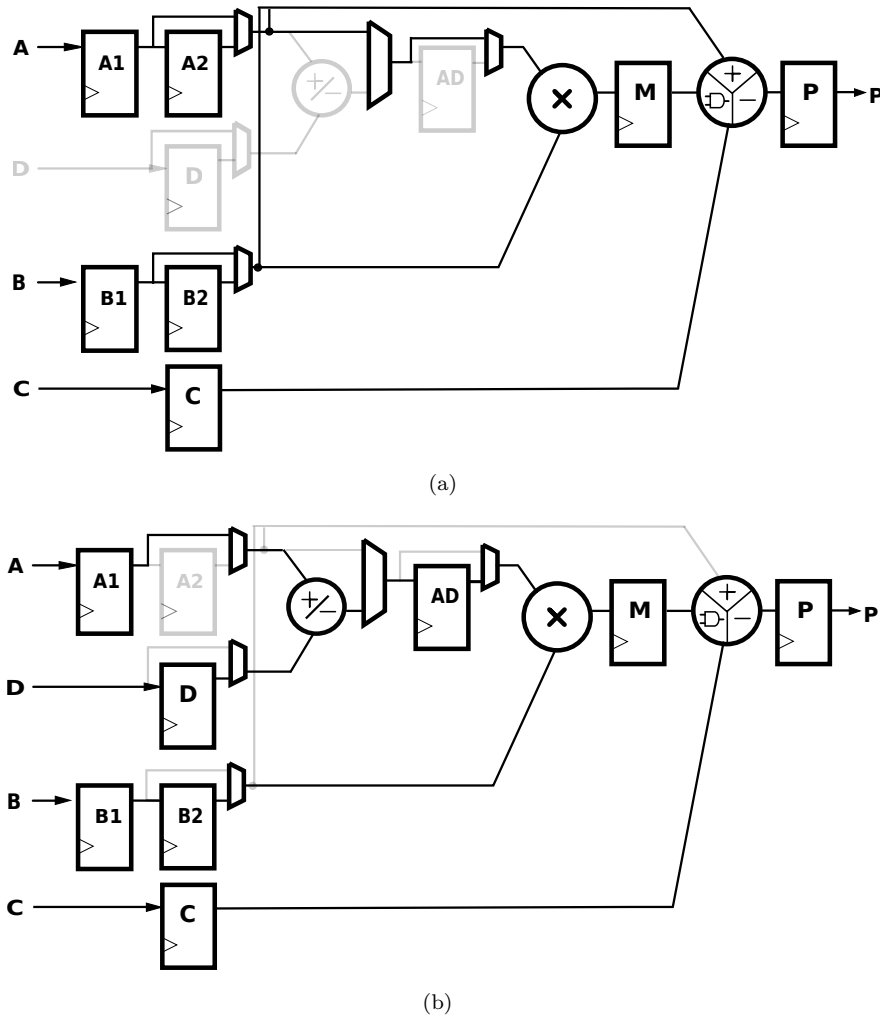 A
A1
A2
+
/
−
AD
×
M
+
−
P
P
D
D
B
B1
B2
C
C
(a)
A
A1
A2
+
/
−
AD
×
M
+
−
P
P
D
D
B
B1
B2
C
C
(b)